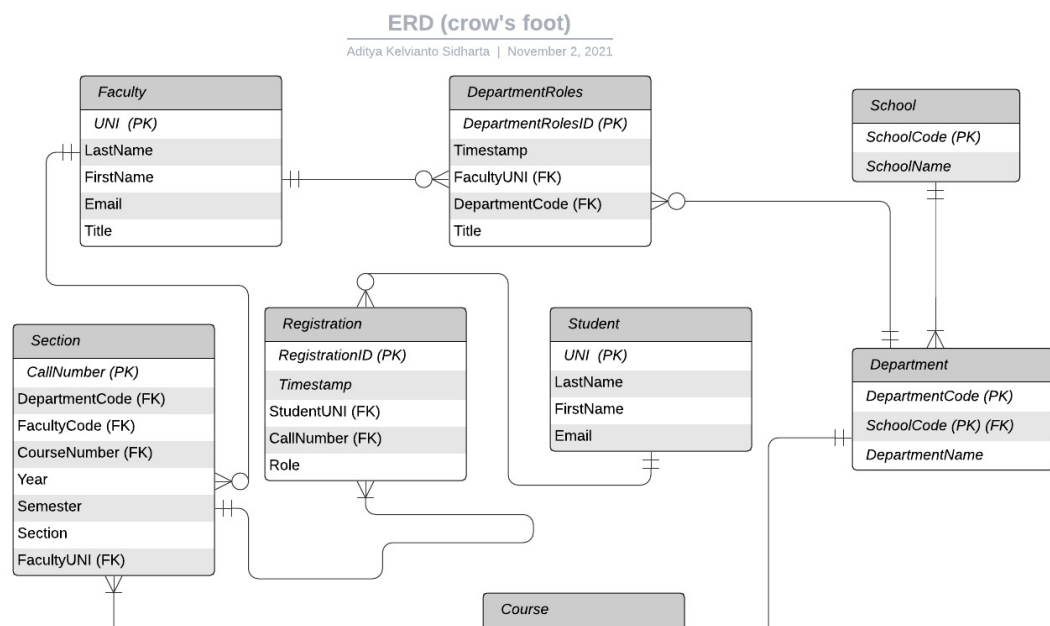 ERD (crow's foot)
Aditya Kelvianto Sidharta | November 2, 2021
Faculty
UNI (PK)
LastName
FirstName
Email
Title
DepartmentRoles
DepartmentRolesID (PK)
Timestamp
FacultyUNI (FK)
DepartmentCode (FK)
Title
School
SchoolCode (PK)
SchoolName
Section
CallNumber (PK)
DepartmentCode (FK)
FacultyCode (FK)
CourseNumber (FK)
Year
Semester
Section
FacultyUNI (FK)
Registration
RegistrationID (PK)
Timestamp
StudentUNI (FK)
CallNumber (FK)
Role
Student
UNI (PK)
LastName
FirstName
Email
Department
DepartmentCode (PK)
SchoolCode (PK) (FK)
DepartmentName
Course